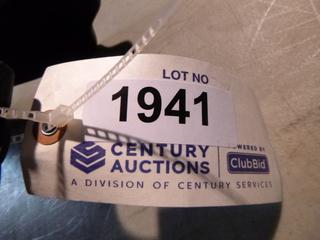 LOT NO
1941
CENTURY
AUCTIONS
POWERED BY
ClubBid
A DIVISION OF CENTURY SERVICES